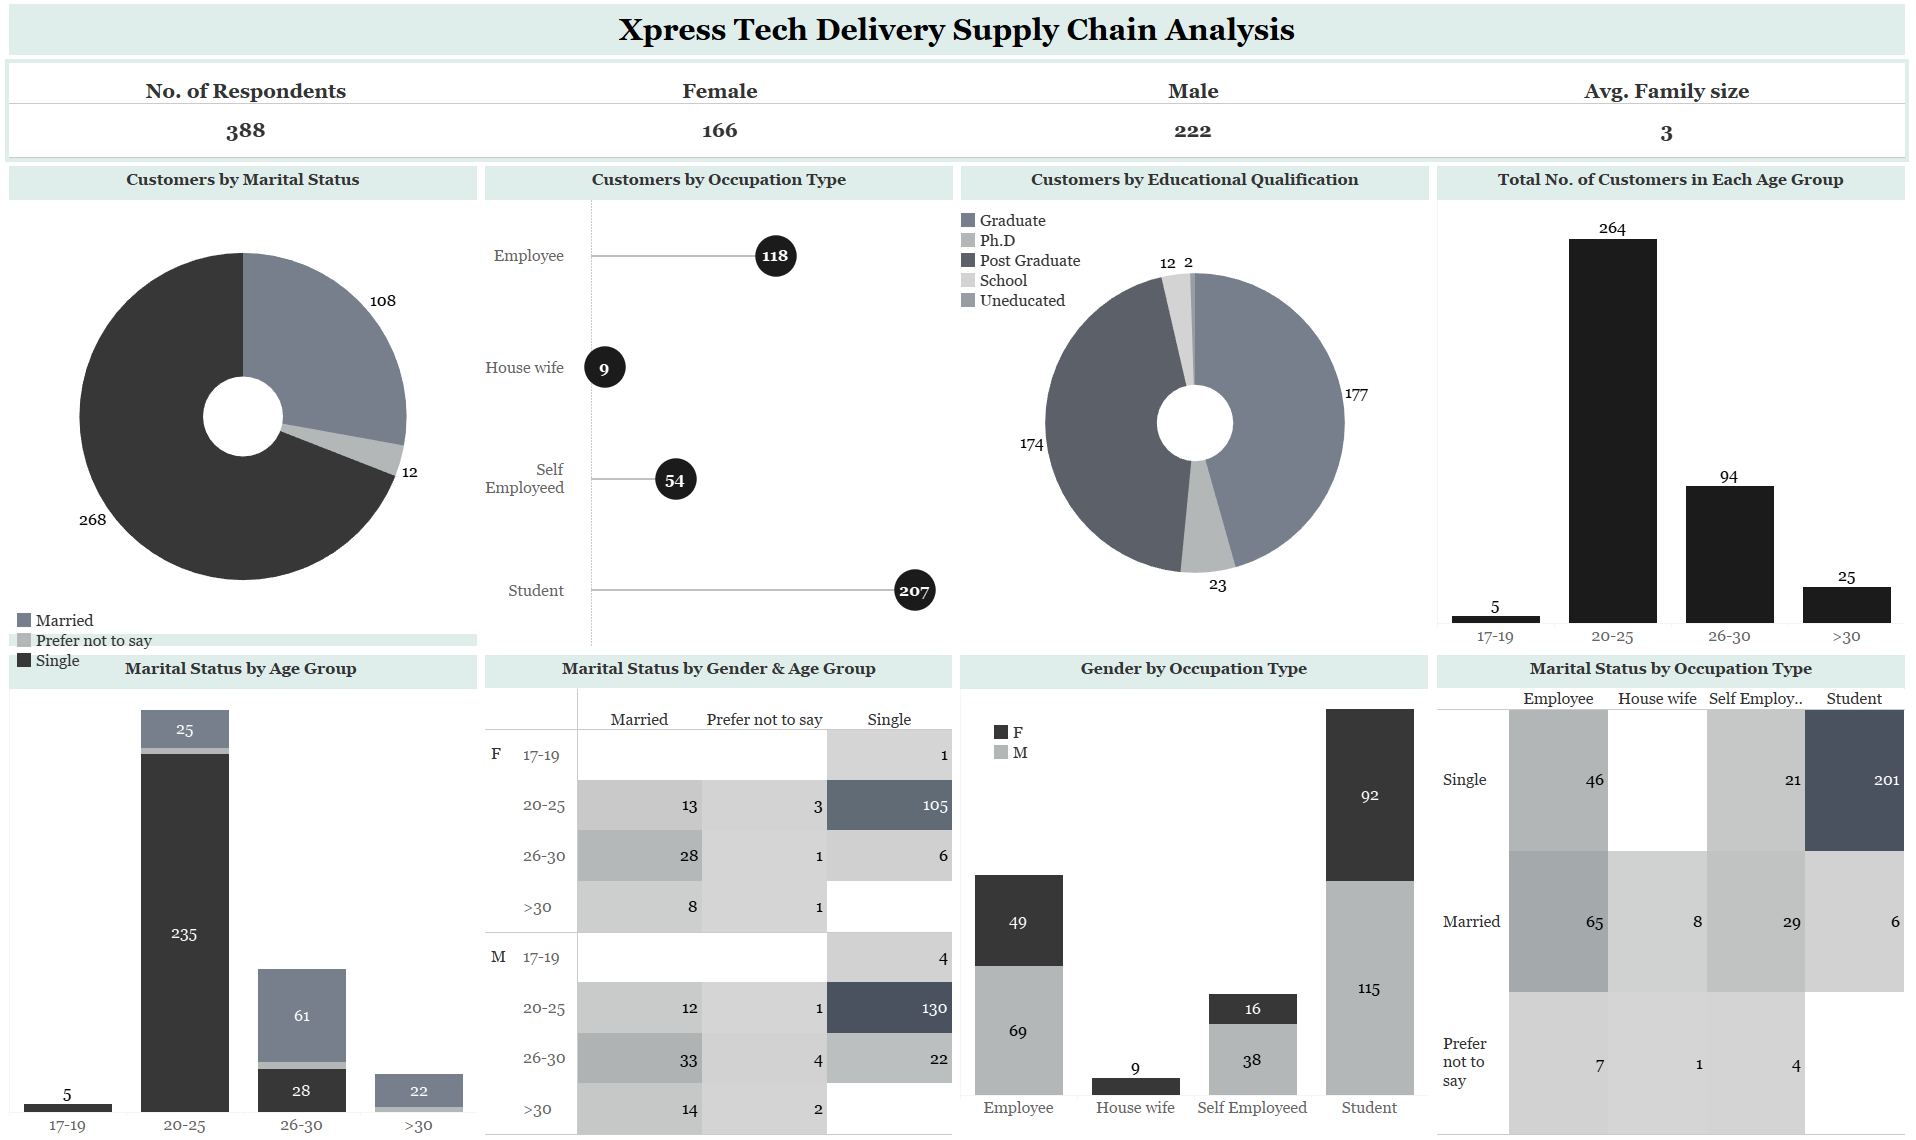 Xpress Tech Delivery Supply Chain Analysis
No. of Respondents Female Male Avg. Family size
388 166 222 3
Customers by Marital Status
108
12
268
Married
Prefer not to say
Single
Customers by Occupation Type
Employee 118
House wife 9
Self
Employeed 54
Student 207
Customers by Educational Qualification
Graduate
Ph.D
Post Graduate
School
Uneducated
12 2
177
174
23
Total No. of Customers in Each Age Group
264
94
25
5
17-19 20-25 26-30 >30
Marital Status by Age Group
25
235
61
28
22
5
17-19 20-25 26-30 >30
Marital Status by Gender & Age Group
Married Prefer not to say Single
F 17-19 1
20-25 13 3 105
26-30 28 1 6
>30 8 1
M 17-19 4
20-25 12 1 130
26-30 33 4 22
>30 14 2
Gender by Occupation Type
F
M
92
49
115
16
69
38
9
Employee House wife Self Employeed Student
Marital Status by Occupation Type
Employee House wife Self Employ.. Student
Single 46 21 201
Married 65 8 29 6
Prefer
not to
say 7 1 4